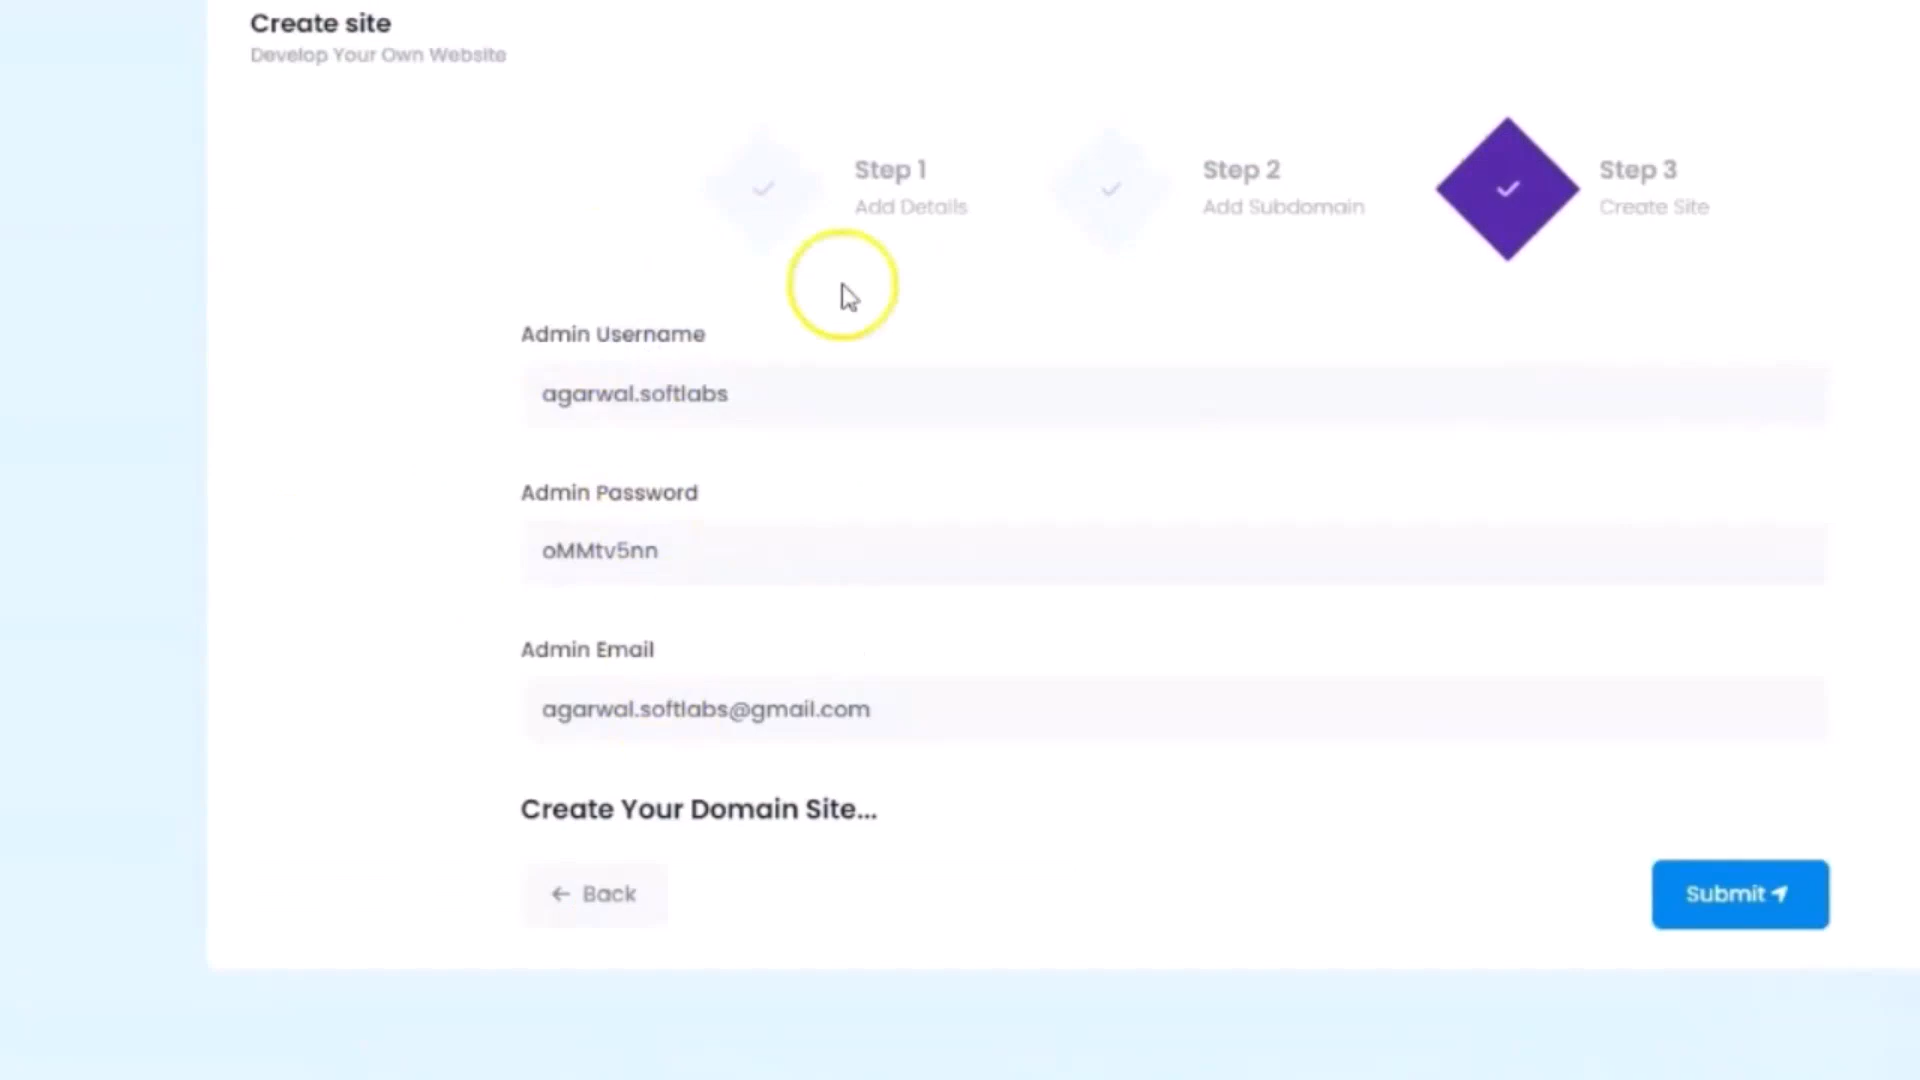 Create site
Develop Your Own Website
Step 1
Add Details
Step 2
Add Subdomain
Step 3
Create Site
Admin Username
agarwal.softlabs
Admin Password
oMMtv5nn
Admin Email
agarwal.softlabs@gmail.com
Create Your Domain Site...
Back
Submit